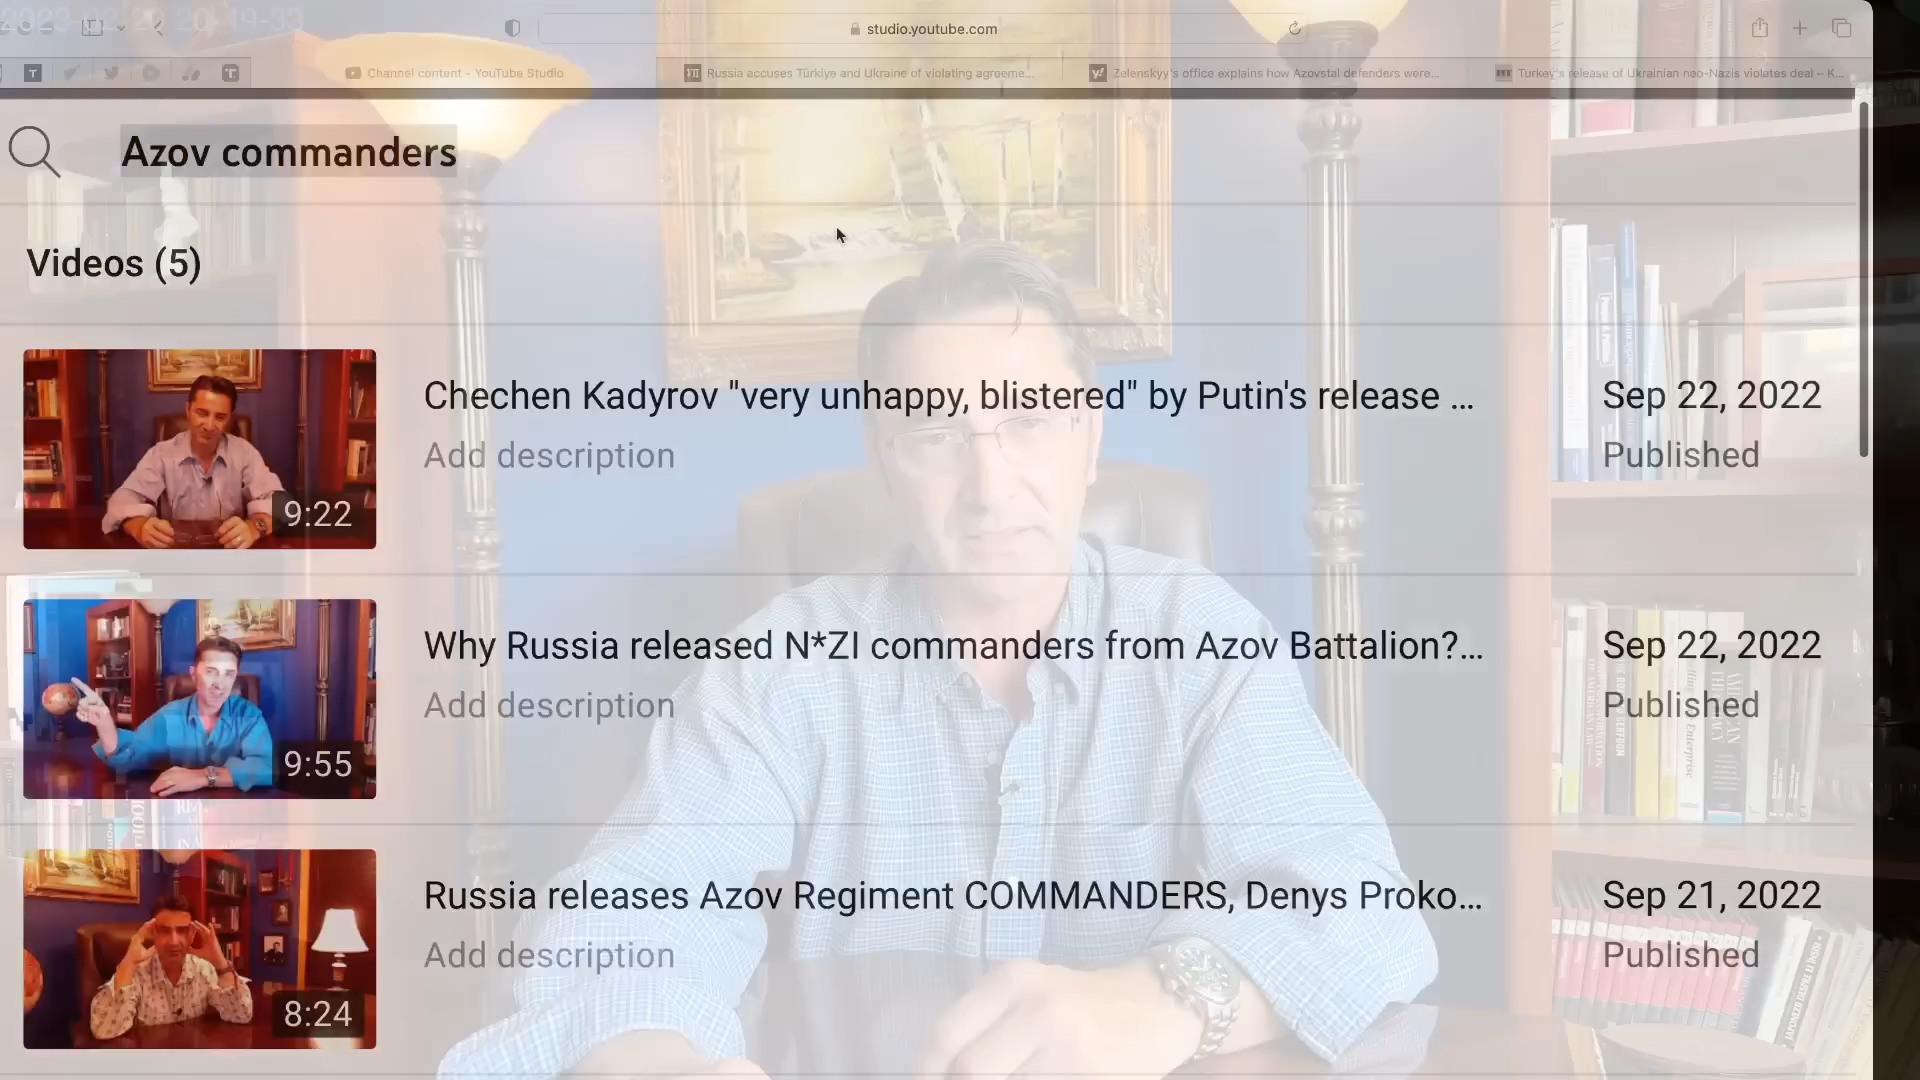 studio.youtube.com
Channel content - YouTube Studio
Russia accuses Türkiye and Ukraine of violating agreeme...
Zelenskyy's office explains how Azovstal defenders were...
Turkey's release of Ukrainian neo-Nazis violates deal – K...
Azov commanders
Videos (5)
Chechen Kadyrov "very unhappy, blistered" by Putin's release ...
Sep 22, 2022
Add description
Published
9:22
Why Russia released N*ZI commanders from Azov Battalion?...
Sep 22, 2022
Add description
Published
9:55
Russia releases Azov Regiment COMMANDERS, Denys Proko...
Sep 21, 2022
Add description
Published
8:24